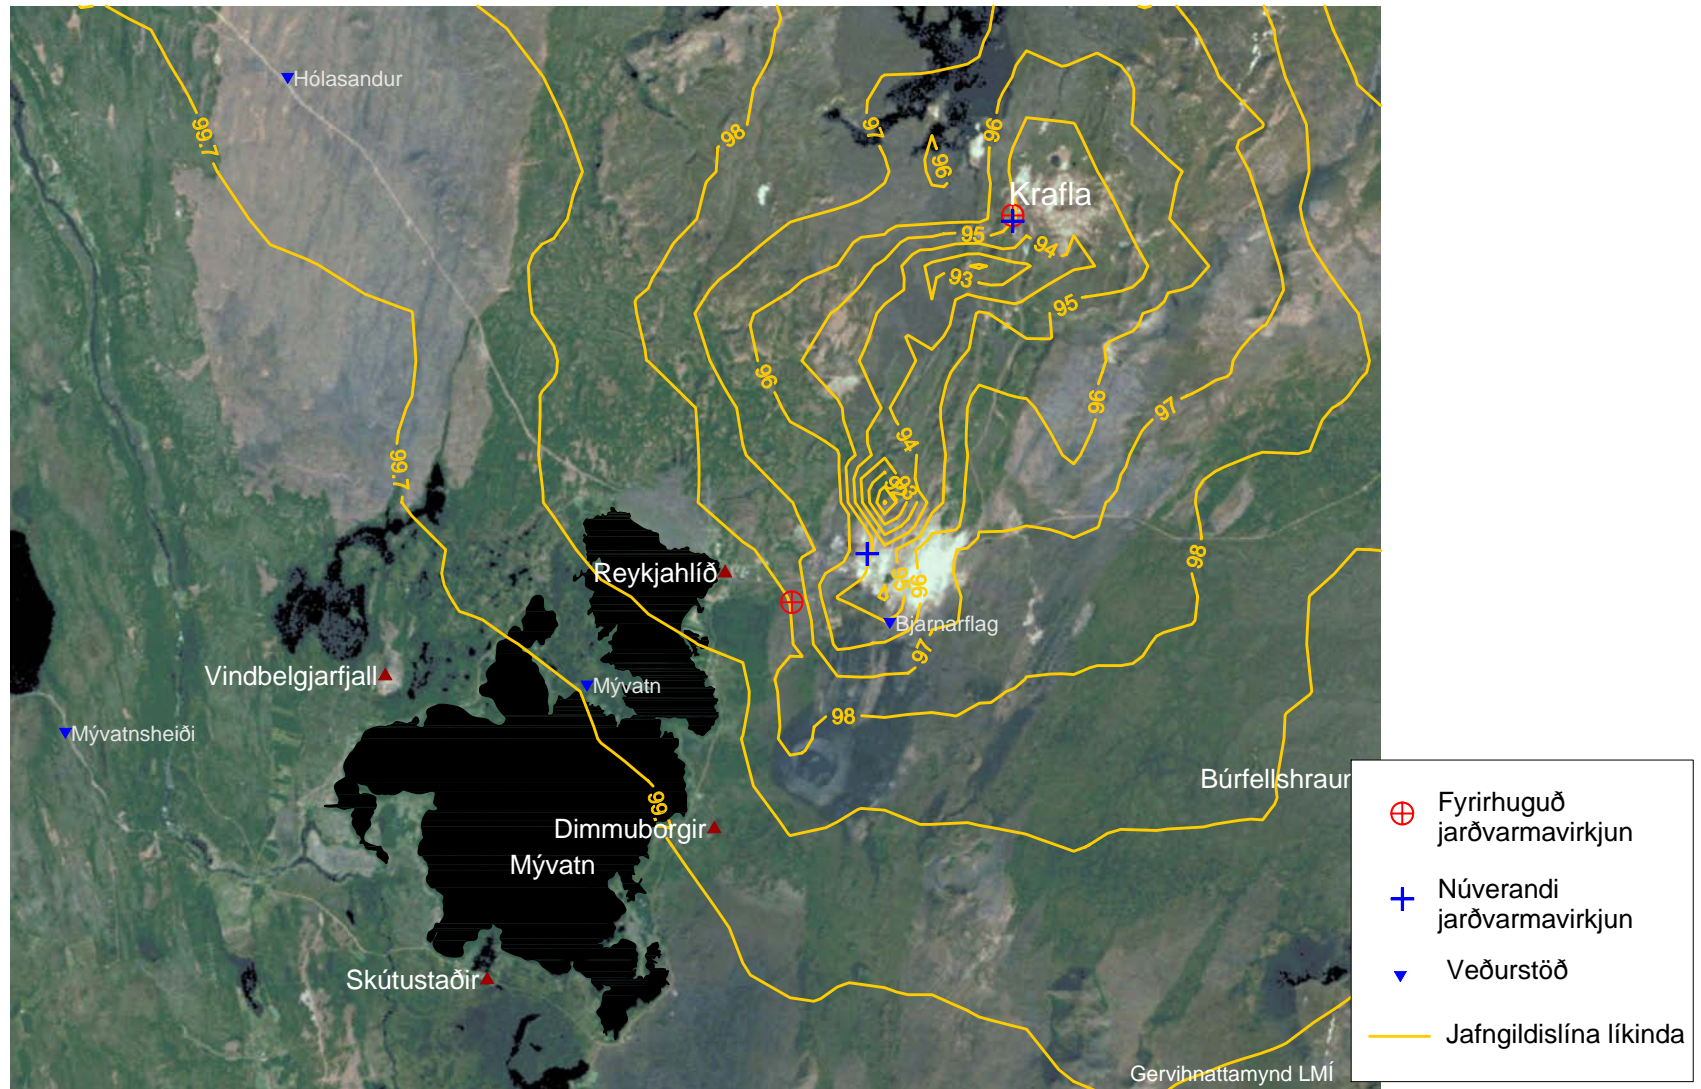 Hólasandur
99.7
98
97
96
96
Krafla
95
94
93
95
96
96
97
94
93
99.7
98
Reykjahlíð
95
96
Bjarnarflag
97
Vindbelgjarfjall
Mývatn
98
Mývatnsheiði
Búrfellshraun
Dimmuborgir
Mývatn
Skútustaðir
Gervihnattamynd LMÍ
Fyrirhuguð
jarðvarmavirkjun
Núverandi
jarðvarmavirkjun
Veðurstöð
Jafngildislína líkinda